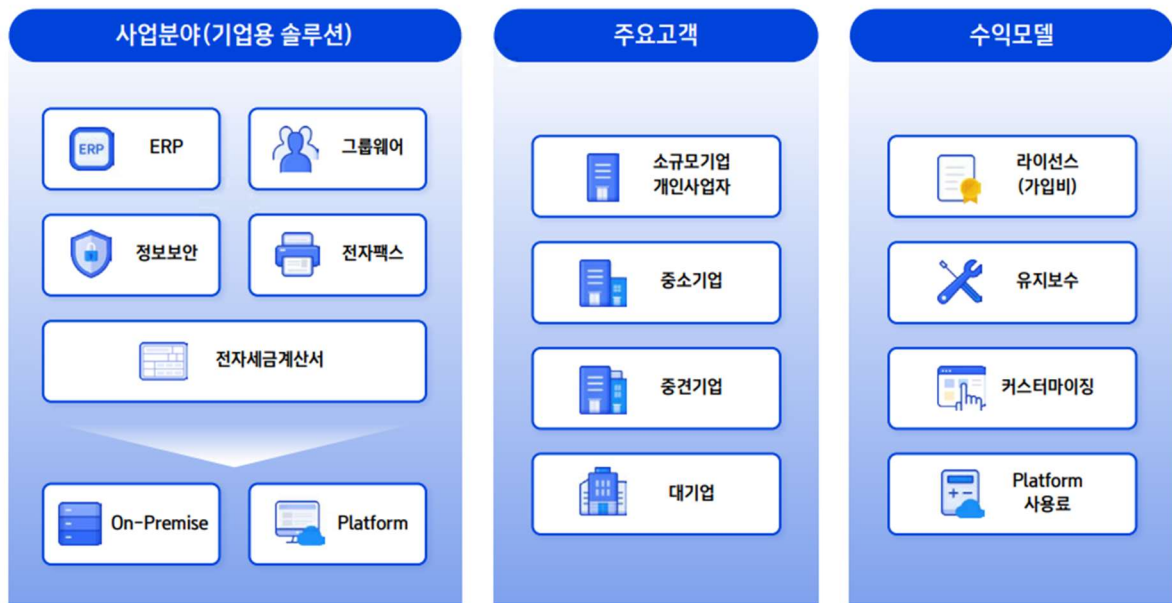 사업분야(기업용 솔루션)
ERP
ERP
그룹웨어
정보보안
전자팩스
전자세금계산서
On-Premise
Platform
주요고객
소규모기업
개인사업자
중소기업
중견기업
대기업
수익모델
라이선스
(가입비)
유지보수
커스터마이징
Platform
사용료